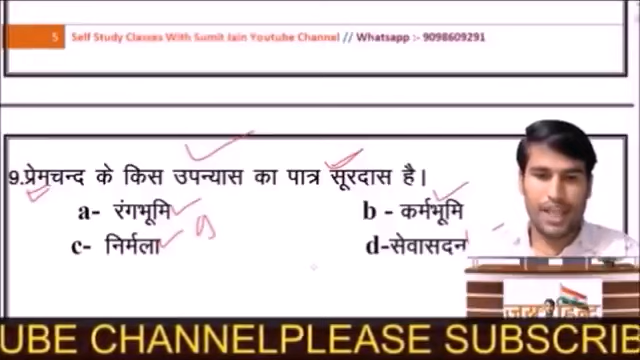 5 Self Study Classes With Sumit Jain Youtube Channel // Whatsapp :- 9098609291
9.प्रेमचन्द के किस उपन्यास का पात्र सूरदास है।
a- रंगभूमि b - कर्मभूमि
c- निर्मला d-सेवासदन
जय हिन्द
UBE CHANNELPLEASE SUBSCRIB